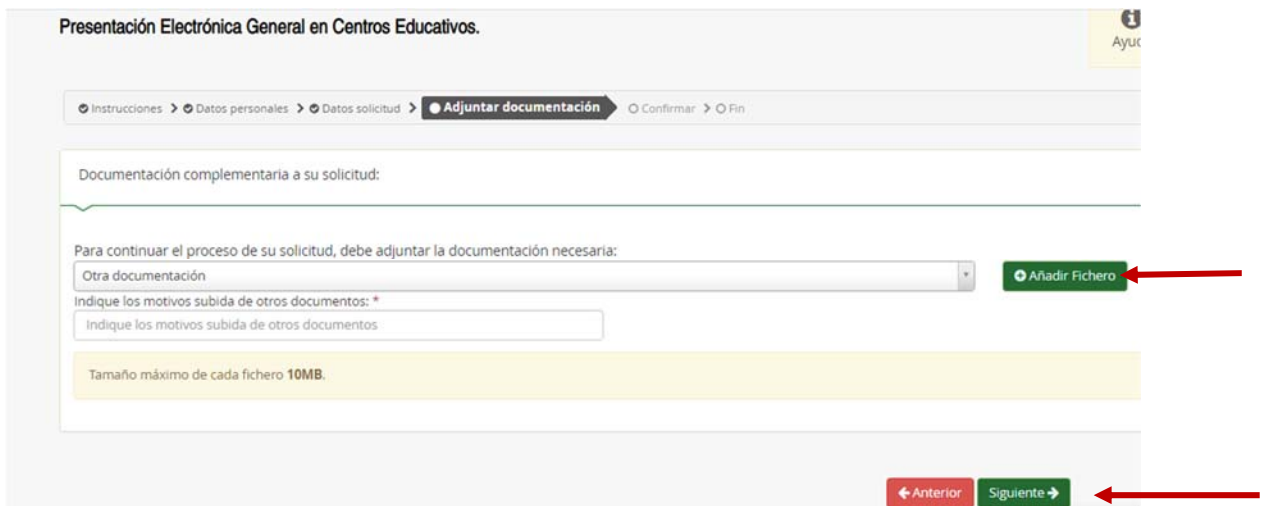 Presentación Electrónica General en Centros Educativos.
Instrucciones > Datos personales > Datos solicitud > Adjuntar documentación Confirmar > Fin
Documentación complementaria a su solicitud:
Para continuar el proceso de su solicitud, debe adjuntar la documentación necesaria:
Otra documentación Añadir Fichero
Indique los motivos subida de otros documentos: *
Indique los motivos subida de otros documentos
Tamaño máximo de cada fichero 10MB.
Anterior Siguiente